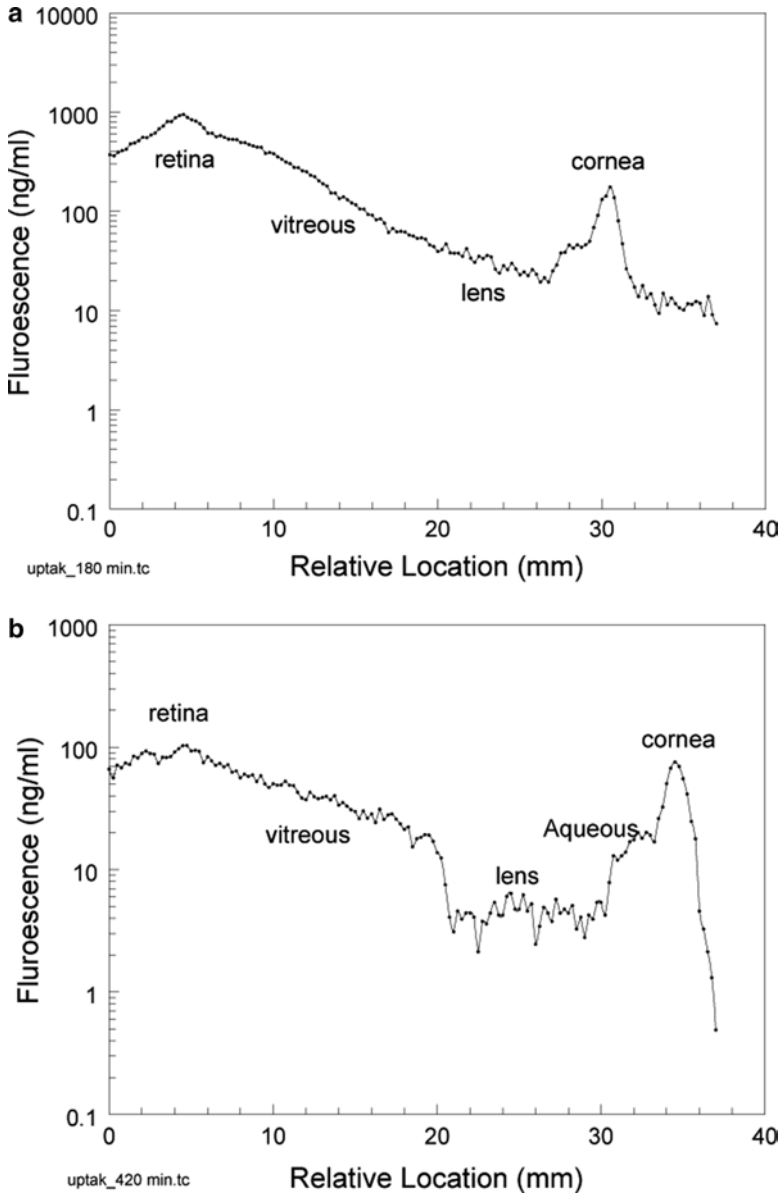 a
10000
1000
100
10
1
0.1
Fluroescence (ng/ml)
retina
vitreous
lens
cornea
0 10 20 30 40
uptak_180 min.tc
Relative Location (mm)
b
1000
100
10
1
0.1
Fluroescence (ng/ml)
retina
vitreous
lens
Aqueous
cornea
0 10 20 30 40
uptak_420 min.tc
Relative Location (mm)